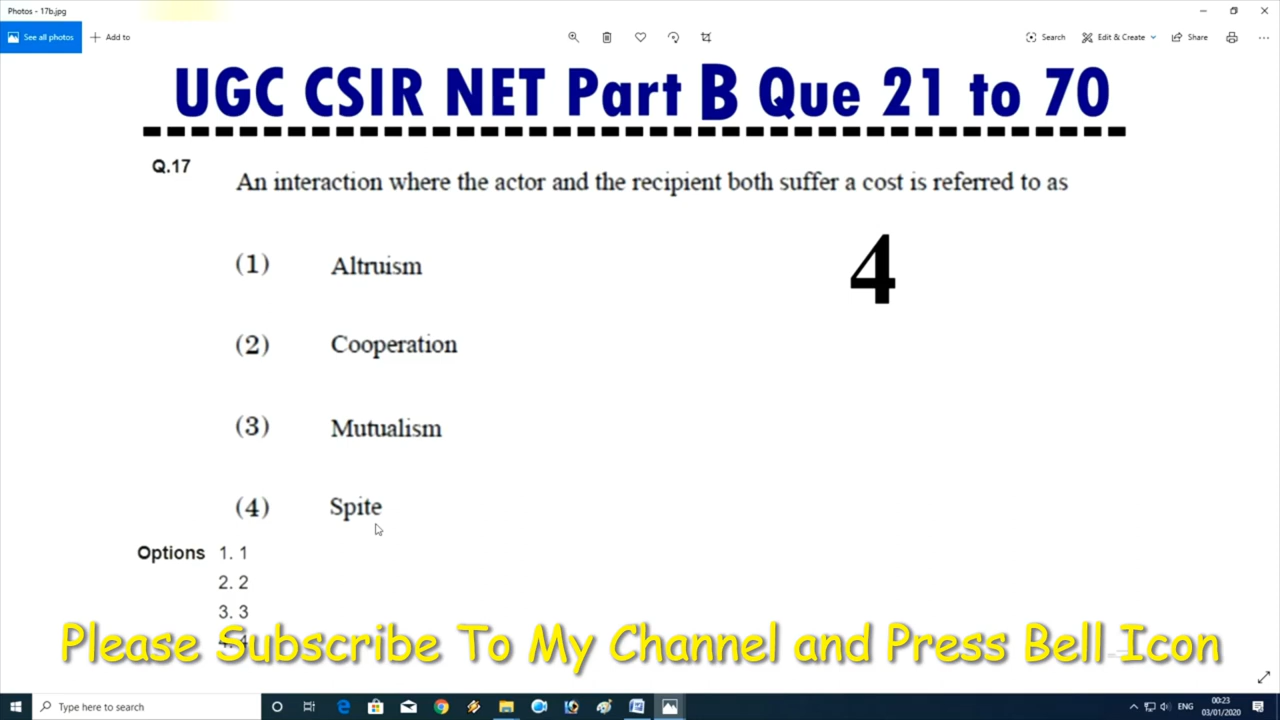 Photos - 17b.jpg
See all photos
Add to
Search
Edit & Create
Share
UGC CSIR NET Part B Que 21 to 70
Q.17
An interaction where the actor and the recipient both suffer a cost is referred to as
4
(1) Altruism
(2) Cooperation
(3) Mutualism
(4) Spite
Options 1. 1
2. 2
3. 3
4. 4
Please Subscribe To My Channel and Press Bell Icon
Type here to search
ENG
00:23
03/01/2020